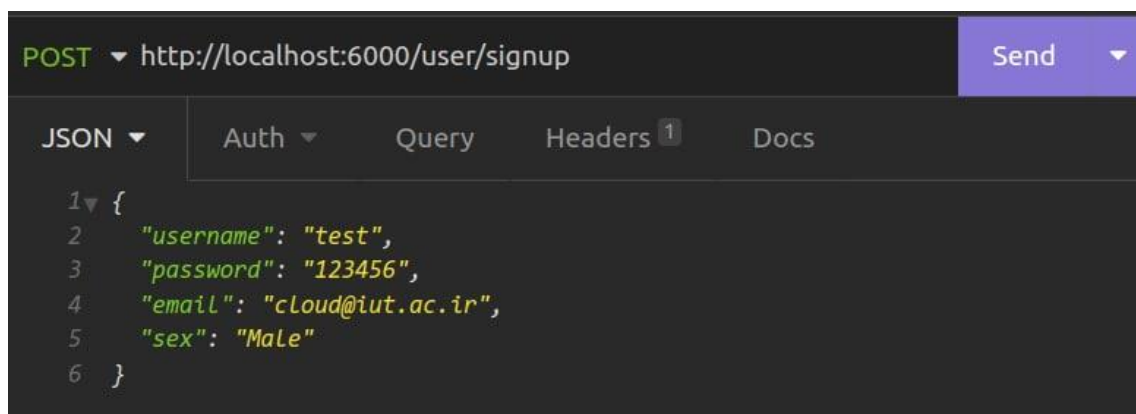 POST http://localhost:6000/user/signup Send
JSON Auth Query Headers 1 Docs
1 {
2 "username": "test",
3 "password": "123456",
4 "email": "cloud@iut.ac.ir",
5 "sex": "Male"
6 }